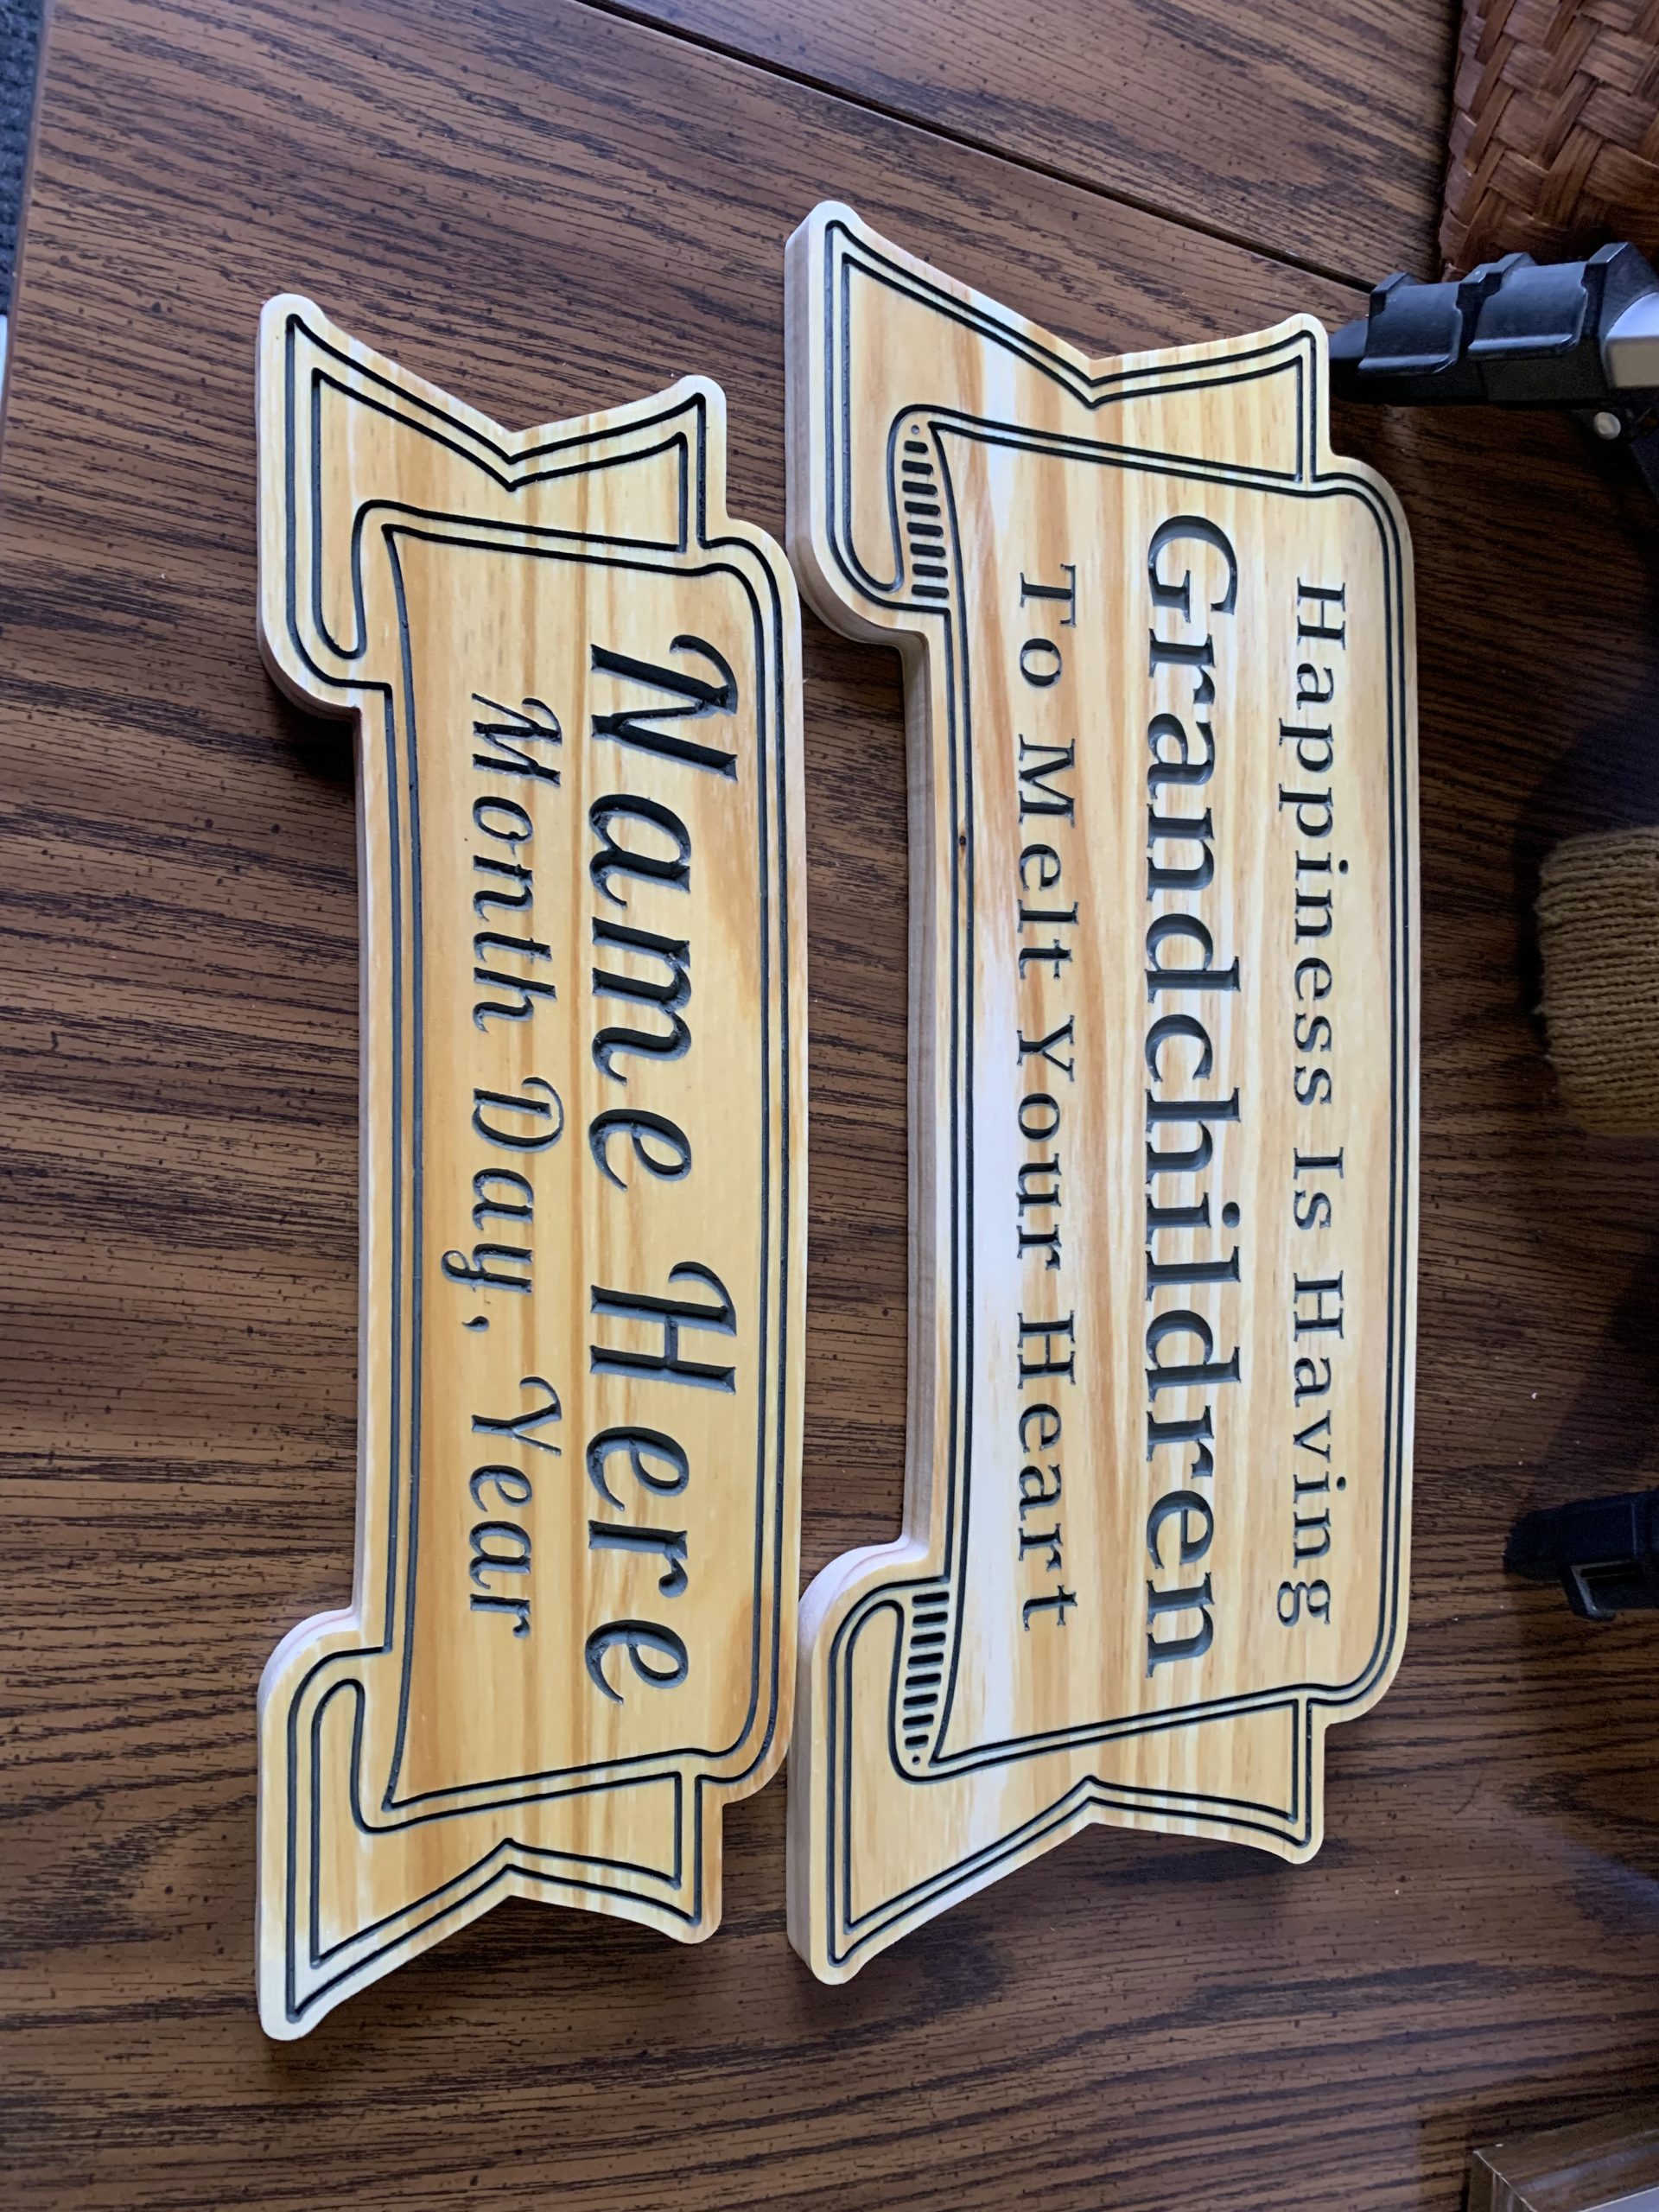 Happiness Is Having
Grandchildren
To Melt Your Heart
Name Here
Month Day, Year